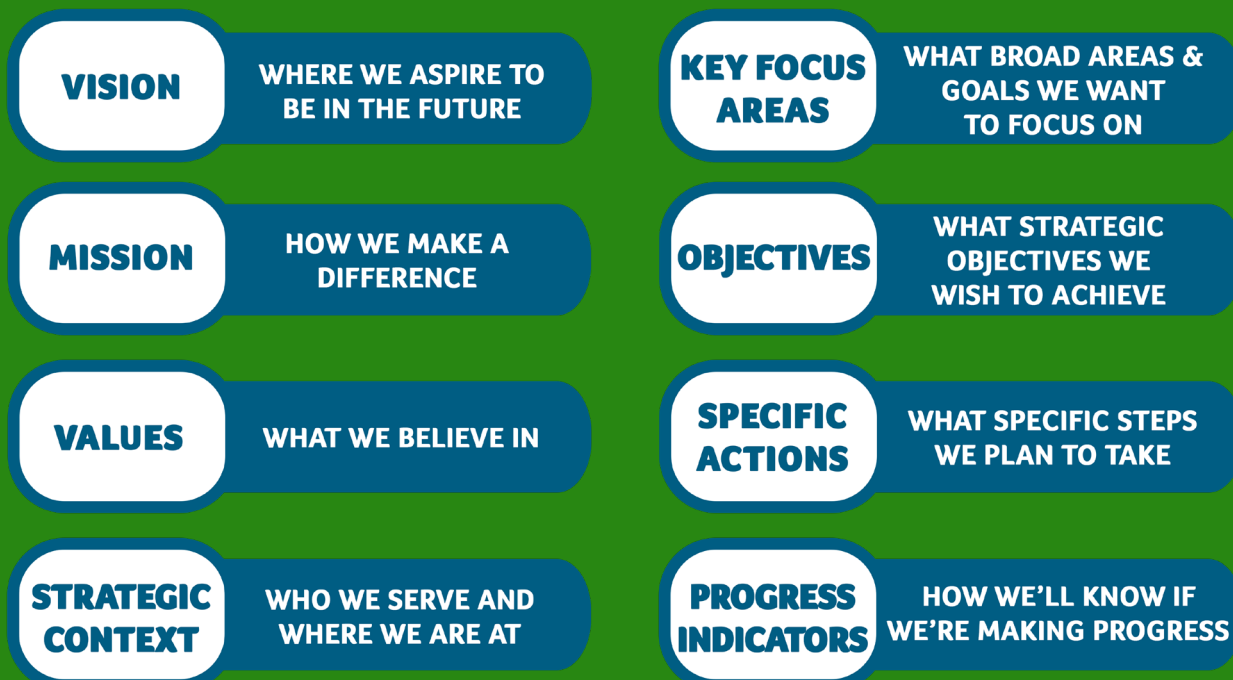 VISION
WHERE WE ASPIRE TO
BE IN THE FUTURE
MISSION
HOW WE MAKE A
DIFFERENCE
VALUES
WHAT WE BELIEVE IN
STRATEGIC
CONTEXT
WHO WE SERVE AND
WHERE WE ARE AT
KEY FOCUS
AREAS
WHAT BROAD AREAS &
GOALS WE WANT
TO FOCUS ON
OBJECTIVES
WHAT STRATEGIC
OBJECTIVES WE
WISH TO ACHIEVE
SPECIFIC
ACTIONS
WHAT SPECIFIC STEPS
WE PLAN TO TAKE
PROGRESS
INDICATORS
HOW WE’LL KNOW IF
WE’RE MAKING PROGRESS